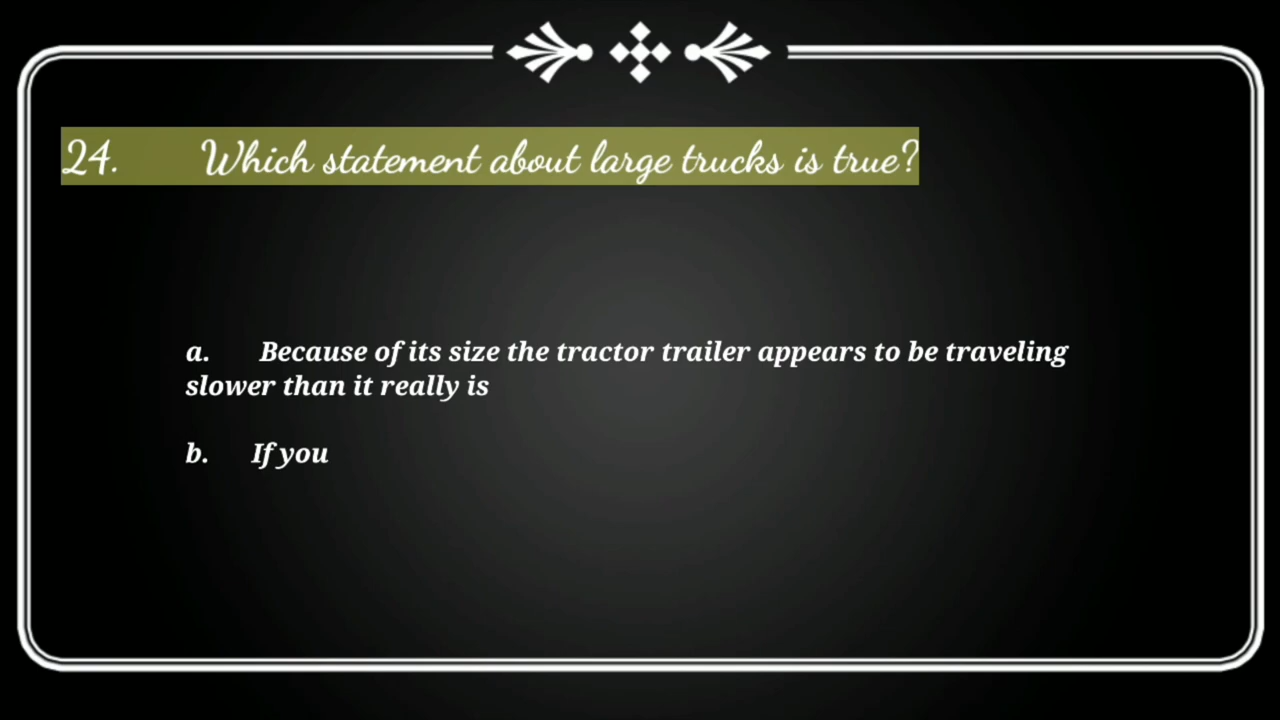 24. Which statement about large trucks is true?
a. Because of its size the tractor trailer appears to be traveling
slower than it really is
b. If you